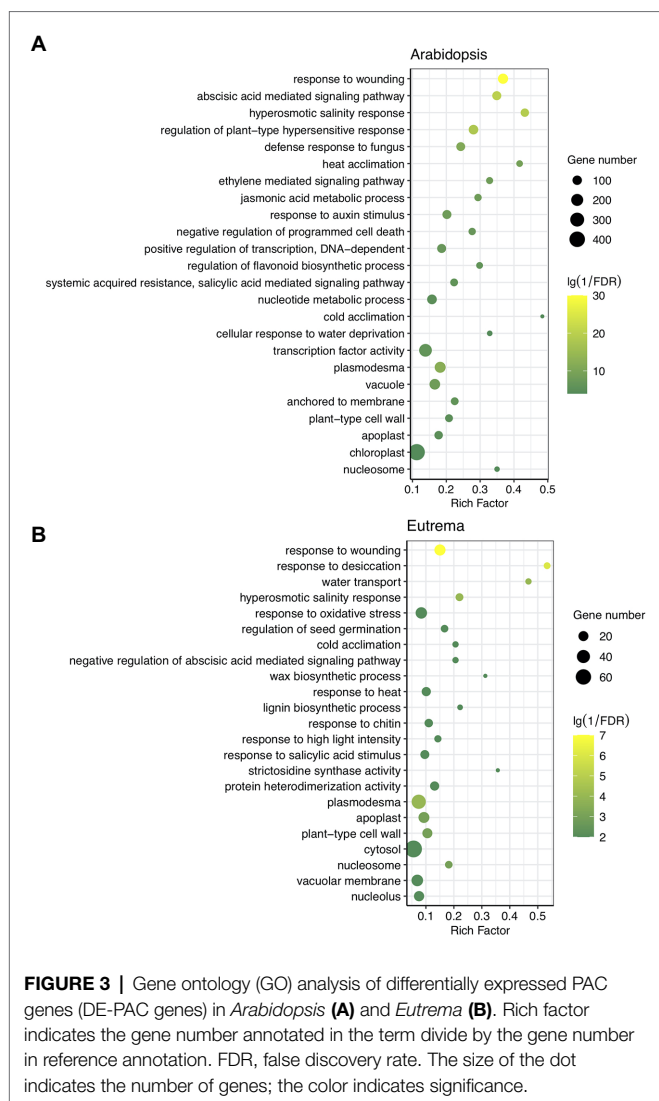 A
Arabidopsis
response to wounding
abscisic acid mediated signaling pathway
hyperosmotic salinity response
regulation of plant−type hypersensitive response
defense response to fungus
heat acclimation
ethylene mediated signaling pathway
jasmonic acid metabolic process
response to auxin stimulus
negative regulation of programmed cell death
positive regulation of transcription, DNA−dependent
regulation of flavonoid biosynthetic process
systemic acquired resistance, salicylic acid mediated signaling pathway
nucleotide metabolic process
cold acclimation
cellular response to water deprivation
transcription factor activity
plasmodesma
vacuole
anchored to membrane
plant−type cell wall
apoplast
chloroplast
nucleosome
0.1 0.2 0.3 0.4 0.5
Rich Factor
Gene number
100
200
300
400
lg(1/FDR)
30
20
10
B
Eutrema
response to wounding
response to desiccation
water transport
hyperosmotic salinity response
response to oxidative stress
regulation of seed germination
cold acclimation
negative regulation of abscisic acid mediated signaling pathway
wax biosynthetic process
response to heat
lignin biosynthetic process
response to chitin
response to high light intensity
response to salicylic acid stimulus
strictosidine synthase activity
protein heterodimerization activity
plasmodesma
apoplast
plant−type cell wall
cytosol
nucleosome
vacuolar membrane
nucleolus
0.1 0.2 0.3 0.4 0.5
Rich Factor
Gene number
20
40
60
lg(1/FDR)
7
6
5
4
3
2
FIGURE 3 | Gene ontology (GO) analysis of differentially expressed PAC
genes (DE-PAC genes) in Arabidopsis (A) and Eutrema (B). Rich factor
indicates the gene number annotated in the term divide by the gene number
in reference annotation. FDR, false discovery rate. The size of the dot
indicates the number of genes; the color indicates significance.